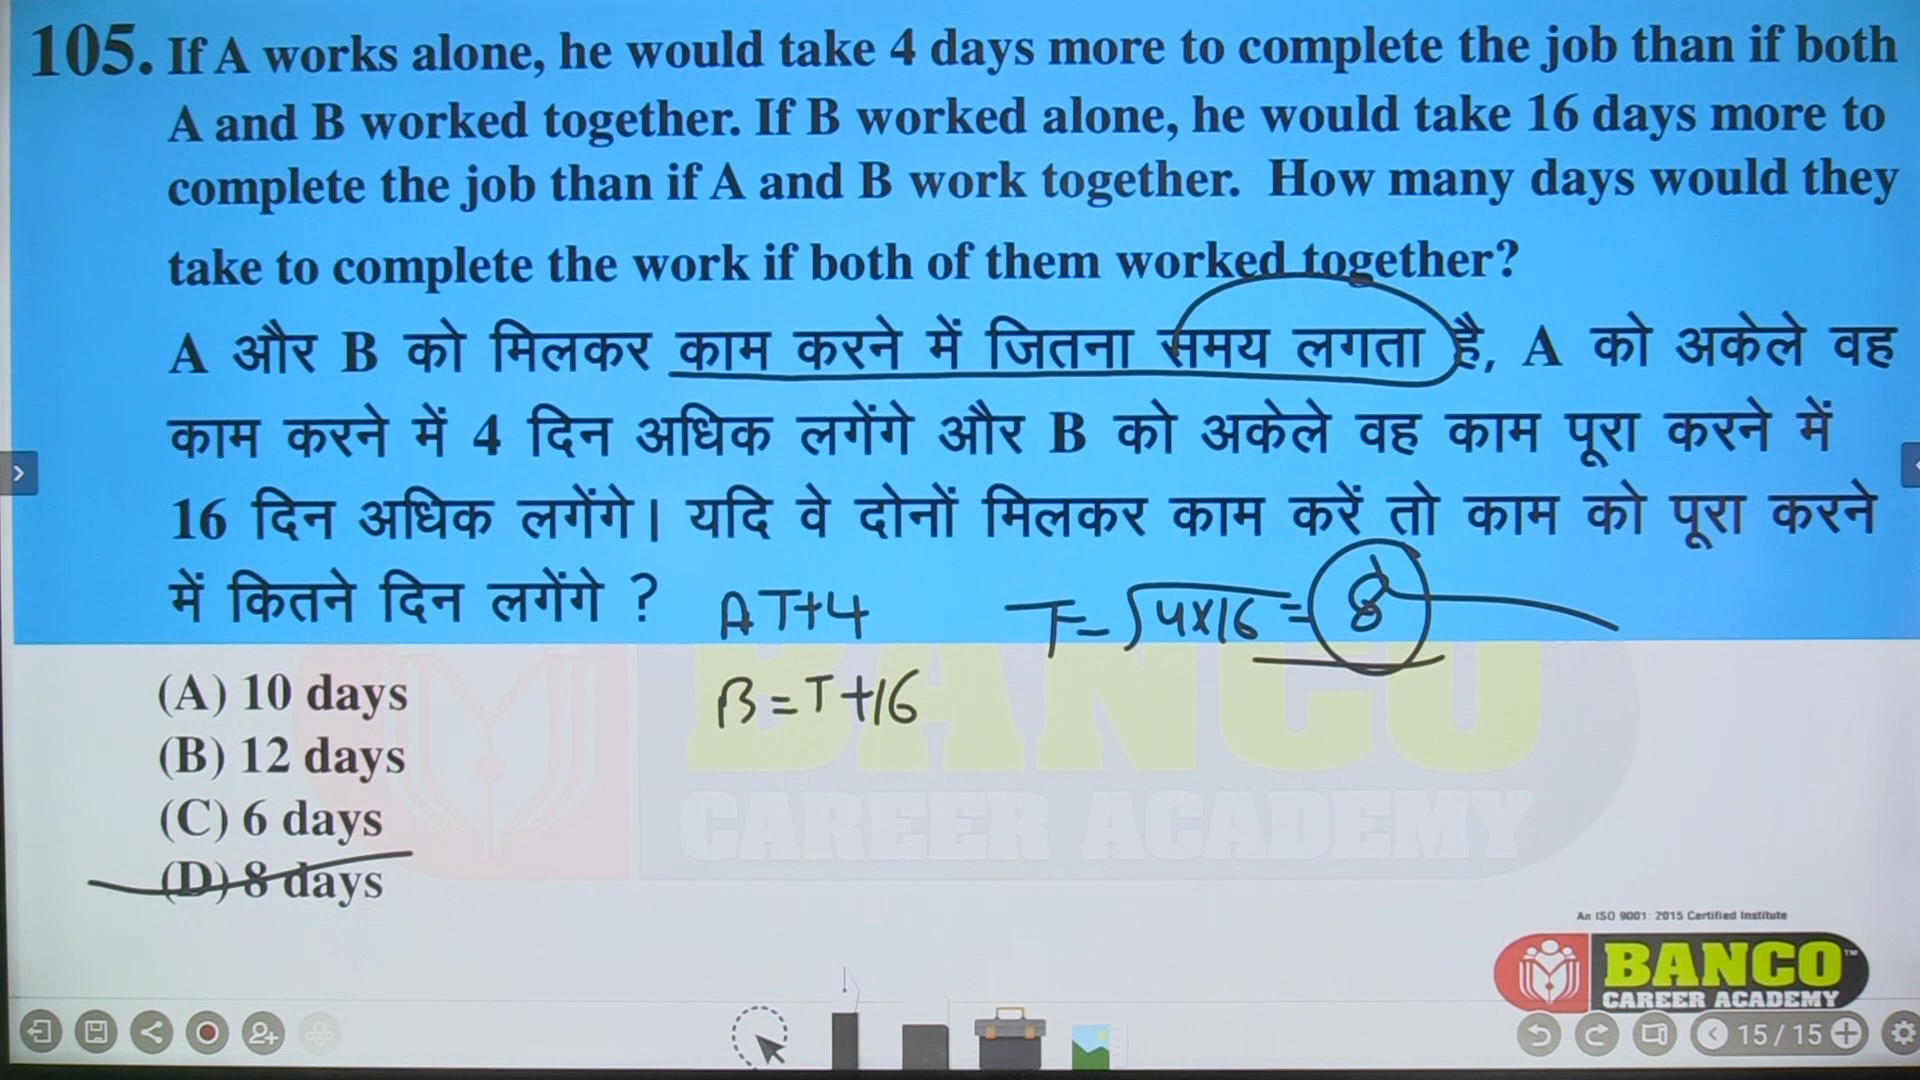 105. If A works alone, he would take 4 days more to complete the job than if both
A and B worked together. If B worked alone, he would take 16 days more to
complete the job than if A and B work together. How many days would they
take to complete the work if both of them worked together?
A और B को मिलकर काम करने में जितना समय लगता है, A को अकेले वह
काम करने में 4 दिन अधिक लगेंगे और B को अकेले वह काम पूरा करने में
16 दिन अधिक लगेंगे। यदि वे दोनों मिलकर काम करें तो काम को पूरा करने
में कितने दिन लगेंगे ?
A T+4
T = √4×16 = 8
B = T+16
(A) 10 days
(B) 12 days
(C) 6 days
(D) 8 days
BANCO
CAREER ACADEMY
An ISO 9001: 2015 Certified Institute
BANCO TM
CAREER ACADEMY
15/15